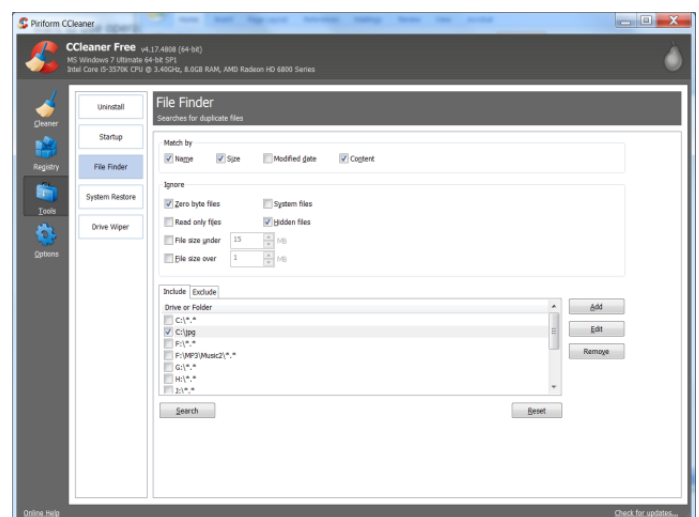 Piriform CCleaner
CCleaner Free v4.17.4808 (64-bit)
MS Windows 7 Ultimate 64-bit SP1
Intel Core i5-3570K CPU @ 3.40GHz, 8.0GB RAM, AMD Radeon HD 6800 Series
Cleaner
Registry
Tools
Options
Uninstall
Startup
File Finder
System Restore
Drive Wiper
File Finder
Searches for duplicate files
Match by
Name Size Modified date Content
Ignore
Zero byte files System files
Read only files Hidden files
File size under 15 MB
File size over 1 MB
Include Exclude
Drive or Folder
C:\*.*
C:\jpg
F:\*.*
F:\MP3\Music2\*.*
G:\*.*
H:\*.*
J:\*.*
Add
Edit
Remove
Search Reset
Online Help Check for updates...